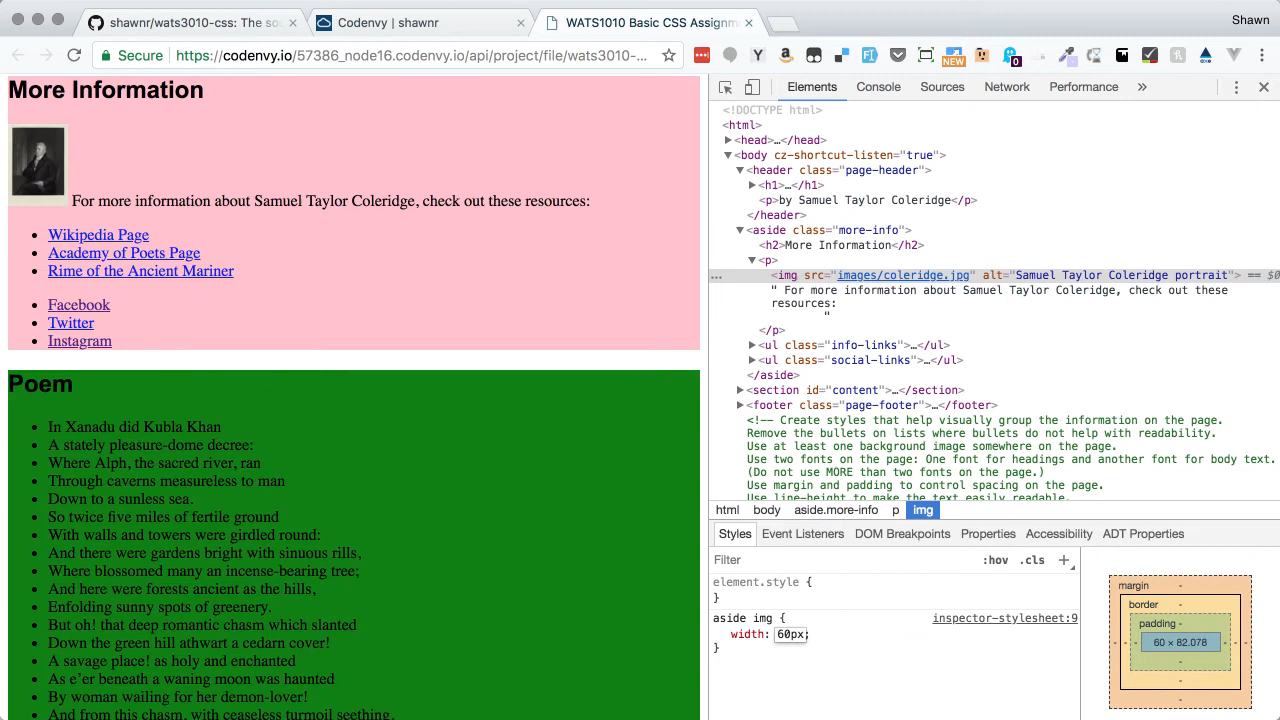 shawnr/wats3010-css: The sou
Codenvy | shawnr
WATS1010 Basic CSS Assignm
Shawn
Secure
https://codenvy.io/57386_node16.codenvy.io/api/project/file/wats3010-...
NEW
0
More Information
For more information about Samuel Taylor Coleridge, check out these resources:
Wikipedia Page
Academy of Poets Page
Rime of the Ancient Mariner
Facebook
Twitter
Instagram
Poem
In Xanadu did Kubla Khan
A stately pleasure-dome decree:
Where Alph, the sacred river, ran
Through caverns measureless to man
Down to a sunless sea.
So twice five miles of fertile ground
With walls and towers were girdled round:
And there were gardens bright with sinuous rills,
Where blossomed many an incense-bearing tree;
And here were forests ancient as the hills,
Enfolding sunny spots of greenery.
But oh! that deep romantic chasm which slanted
Down the green hill athwart a cedarn cover!
A savage place! as holy and enchanted
As e'er beneath a waning moon was haunted
By woman wailing for her demon-lover!
And from this chasm, with ceaseless turmoil seething,
Elements Console Sources Network Performance »
<!DOCTYPE html>
<html>
<head>…</head>
<body cz-shortcut-listen="true">
<header class="page-header">
<h1>…</h1>
<p>by Samuel Taylor Coleridge</p>
</header>
<aside class="more-info">
<h2>More Information</h2>
<p>
… <img src="images/coleridge.jpg" alt="Samuel Taylor Coleridge portrait"> == $0
" For more information about Samuel Taylor Coleridge, check out these
resources:
"
</p>
<ul class="info-links">…</ul>
<ul class="social-links">…</ul>
</aside>
<section id="content">…</section>
<footer class="page-footer">…</footer>
<!-- Create styles that help visually group the information on the page.
Remove the bullets on lists where bullets do not help with readability.
Use at least one background image somewhere on the page.
Use two fonts on the page: One font for headings and another font for body text.
(Do not use MORE than two fonts on the page.)
Use margin and padding to control spacing on the page.
Use line-height to make the text easily readable.
html body aside.more-info p img
Styles Event Listeners DOM Breakpoints Properties Accessibility ADT Properties
Filter :hov .cls +
element.style {
}
aside img { inspector-stylesheet:9
width: 60px;
}
margin -
border -
padding -
- - - 60 × 82.078 - - -
-
-
-